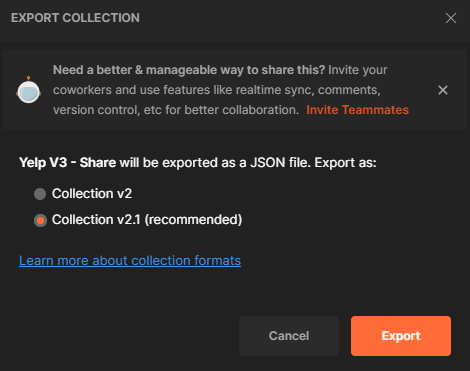 EXPORT COLLECTION
Need a better & manageable way to share this? Invite your
coworkers and use features like realtime sync, comments,
version control, etc for better collaboration. Invite Teammates
Yelp V3 - Share will be exported as a JSON file. Export as:
Collection v2
Collection v2.1 (recommended)
Learn more about collection formats
Cancel
Export